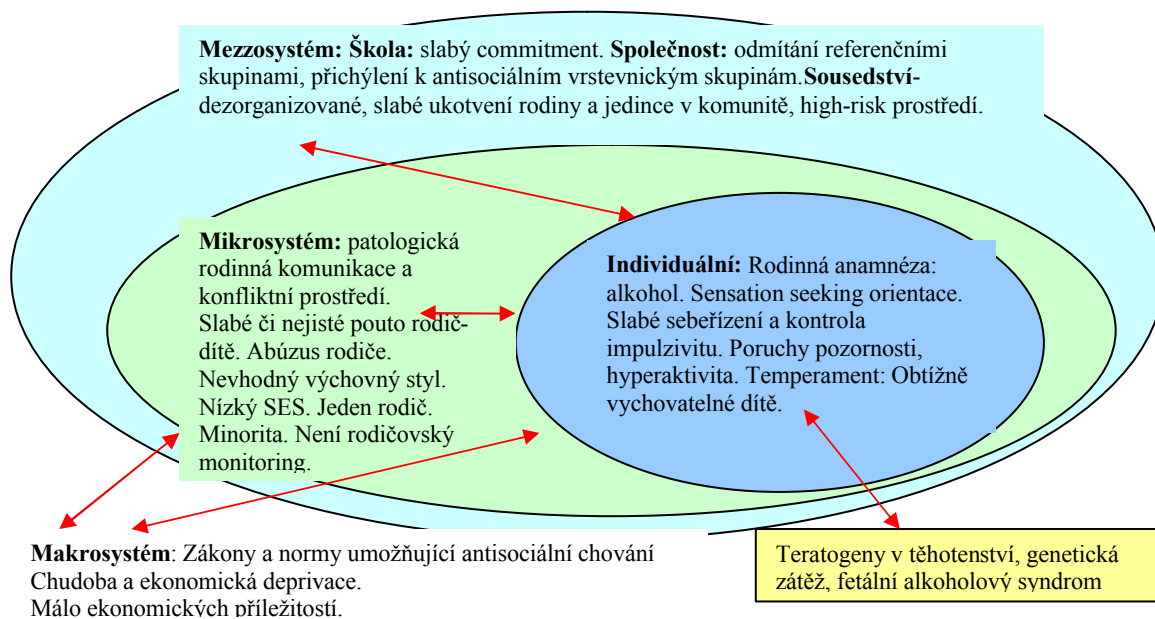 Mezzosystém: Škola: slabý commitment. Společnost: odmítání referenčními
skupinami, přichýlení k antisociálním vrstevnickým skupinám.Sousedství-
dezorganizované, slabé ukotvení rodiny a jedince v komunitě, high-risk prostředí.
Mikrosystém: patologická
rodinná komunikace a
konfliktní prostředí.
Slabé či nejisté pouto rodič-
dítě. Abúzus rodiče.
Nevhodný výchovný styl.
Nízký SES. Jeden rodič.
Minorita. Není rodičovský
monitoring.
Individuální: Rodinná anamnéza:
alkohol. Sensation seeking orientace.
Slabé sebeřízení a kontrola
impulzivitu. Poruchy pozornosti,
hyperaktivita. Temperament: Obtížně
vychovatelné dítě.
Makrosystém: Zákony a normy umožňující antisociální chování
Chudoba a ekonomická deprivace.
Málo ekonomických příležitostí.
Teratogeny v těhotenství, genetická
zátěž, fetální alkoholový syndrom